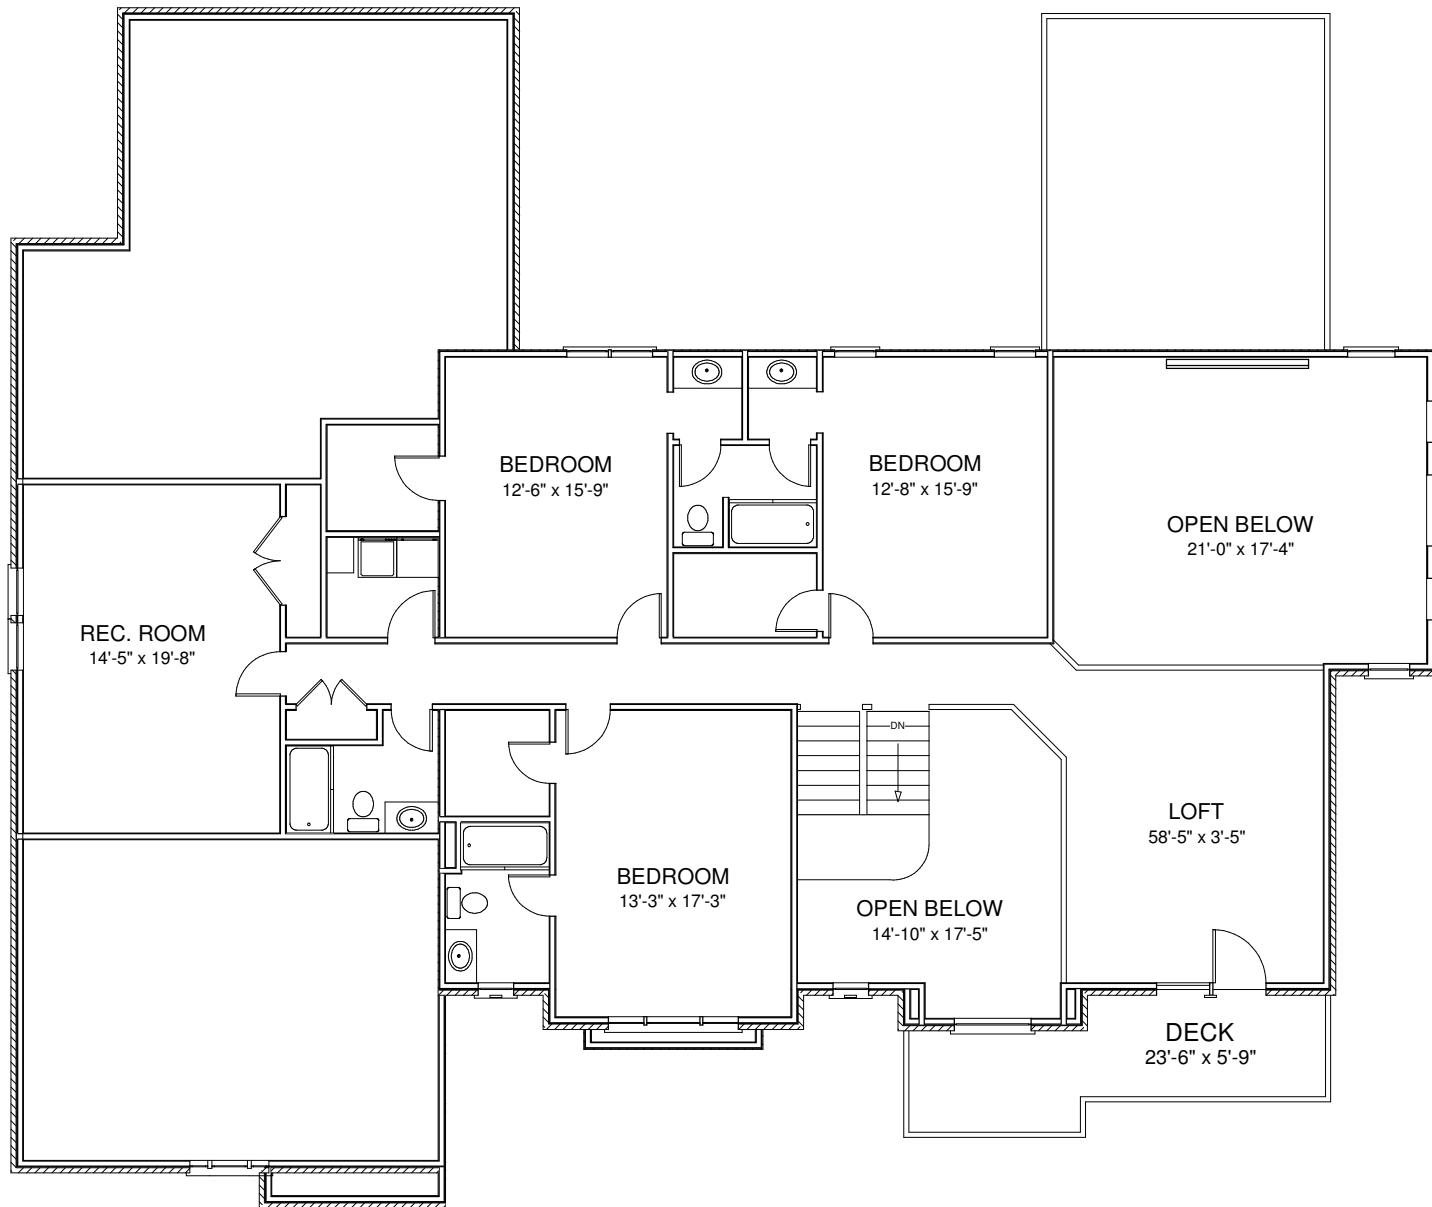 BEDROOM
12'-6" x 15'-9"
BEDROOM
12'-8" x 15'-9"
OPEN BELOW
21'-0" x 17'-4"
REC. ROOM
14'-5" x 19'-8"
DN
LOFT
58'-5" x 3'-5"
BEDROOM
13'-3" x 17'-3"
OPEN BELOW
14'-10" x 17'-5"
DECK
23'-6" x 5'-9"